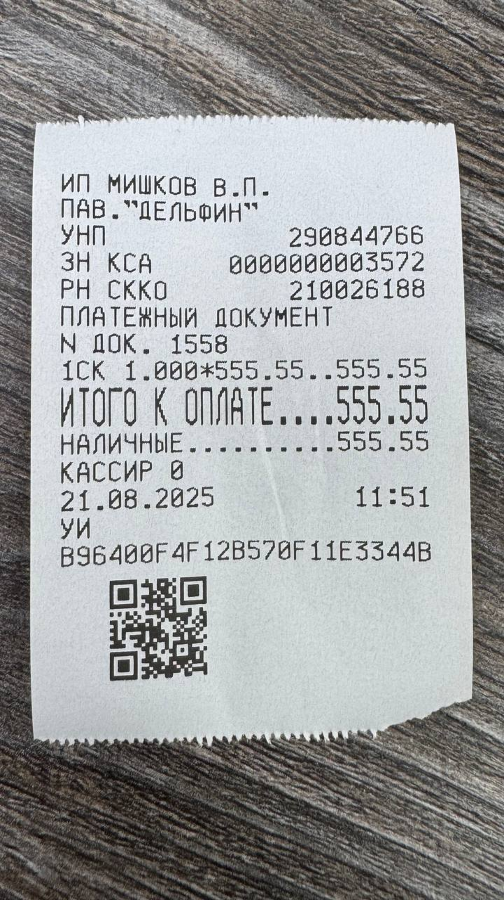 ИП МИШКОВ В.П.
ПАВ."ДЕЛЬФИН"
УНП 290844766
ЗН КСА 0000000003572
РН СККО 210026188
ПЛАТЕЖНЫЙ ДОКУМЕНТ
N ДОК. 1558
1СК 1.000*555.55..555.55
ИТОГО К ОПЛАТЕ....555.55
НАЛИЧНЫЕ..........555.55
КАССИР 0
21.08.2025 11:51
УИ
B96400F4F12B570F11E3344B